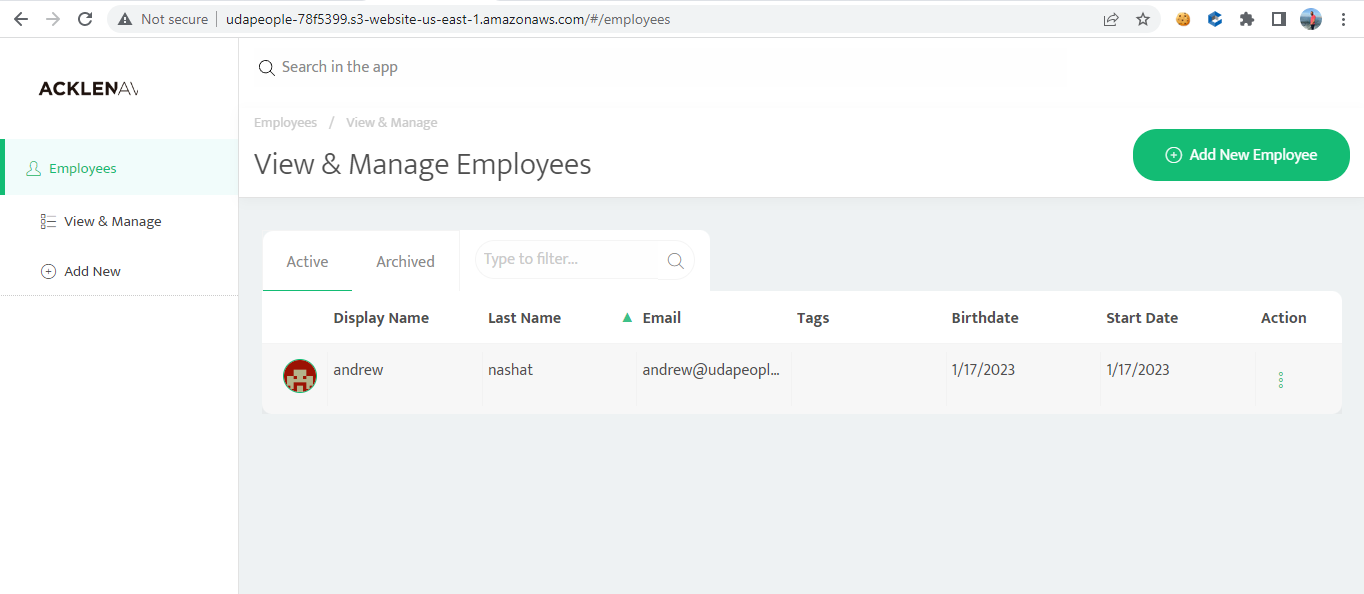 Not secure
udapeople-78f5399.s3-website-us-east-1.amazonaws.com/#/employees
ACKLENAV
Search in the app
Employees / View & Manage
View & Manage Employees
Add New Employee
Employees
View & Manage
Add New
Active
Archived
Type to filter...
Display Name
Last Name
Email
Tags
Birthdate
Start Date
Action
andrew
nashat
andrew@udapeopl...
1/17/2023
1/17/2023